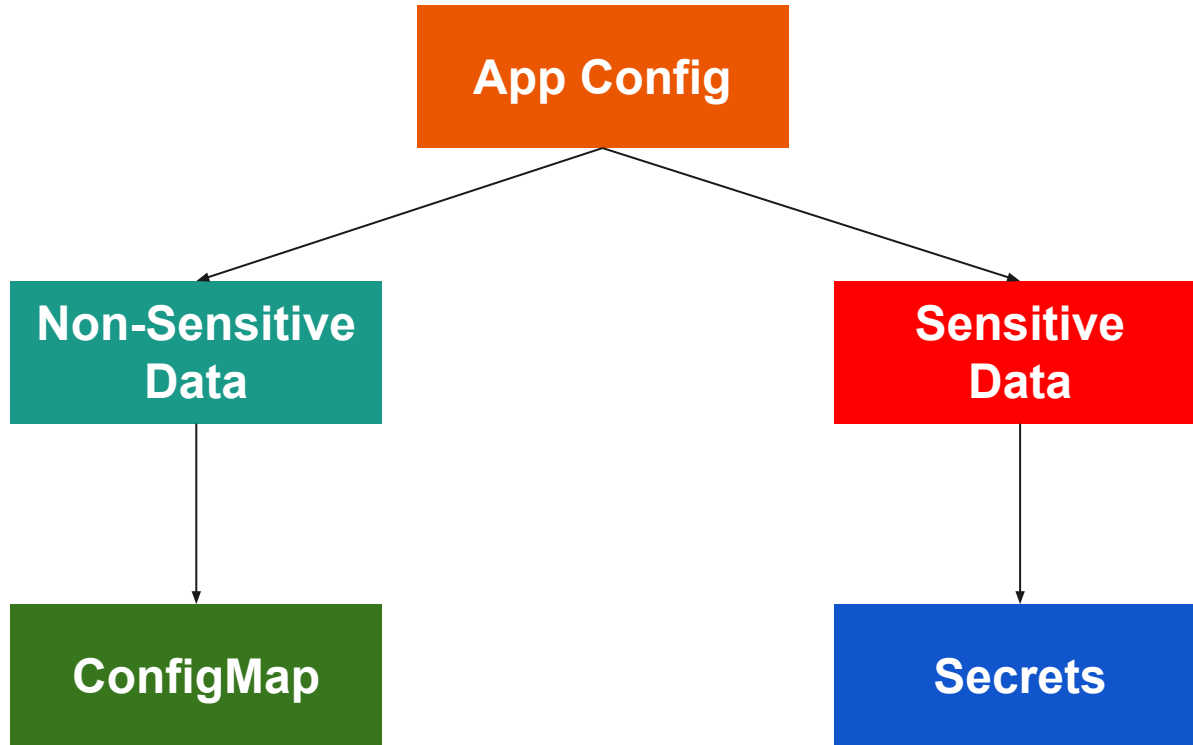 App Config
Non-Sensitive
Data
Sensitive
Data
ConfigMap
Secrets